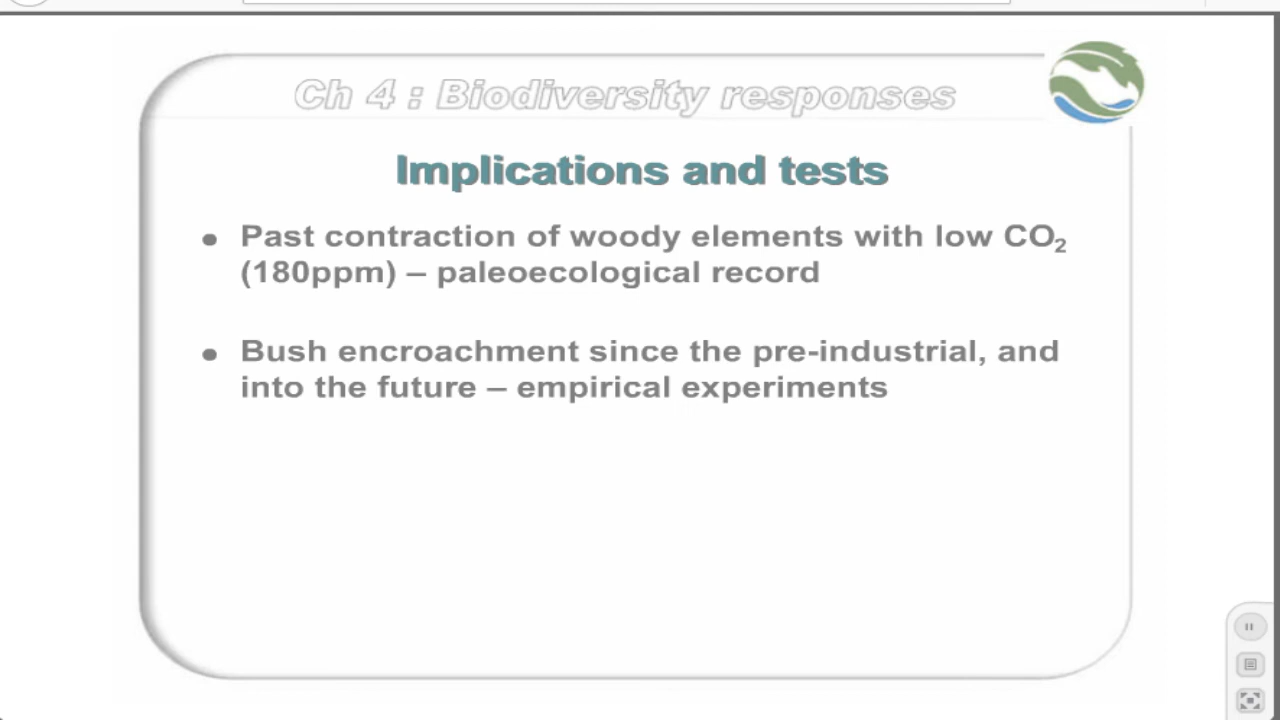 Ch 4 : Biodiversity responses
Implications and tests
• Past contraction of woody elements with low CO₂
(180ppm) – paleoecological record
• Bush encroachment since the pre-industrial, and
into the future – empirical experiments